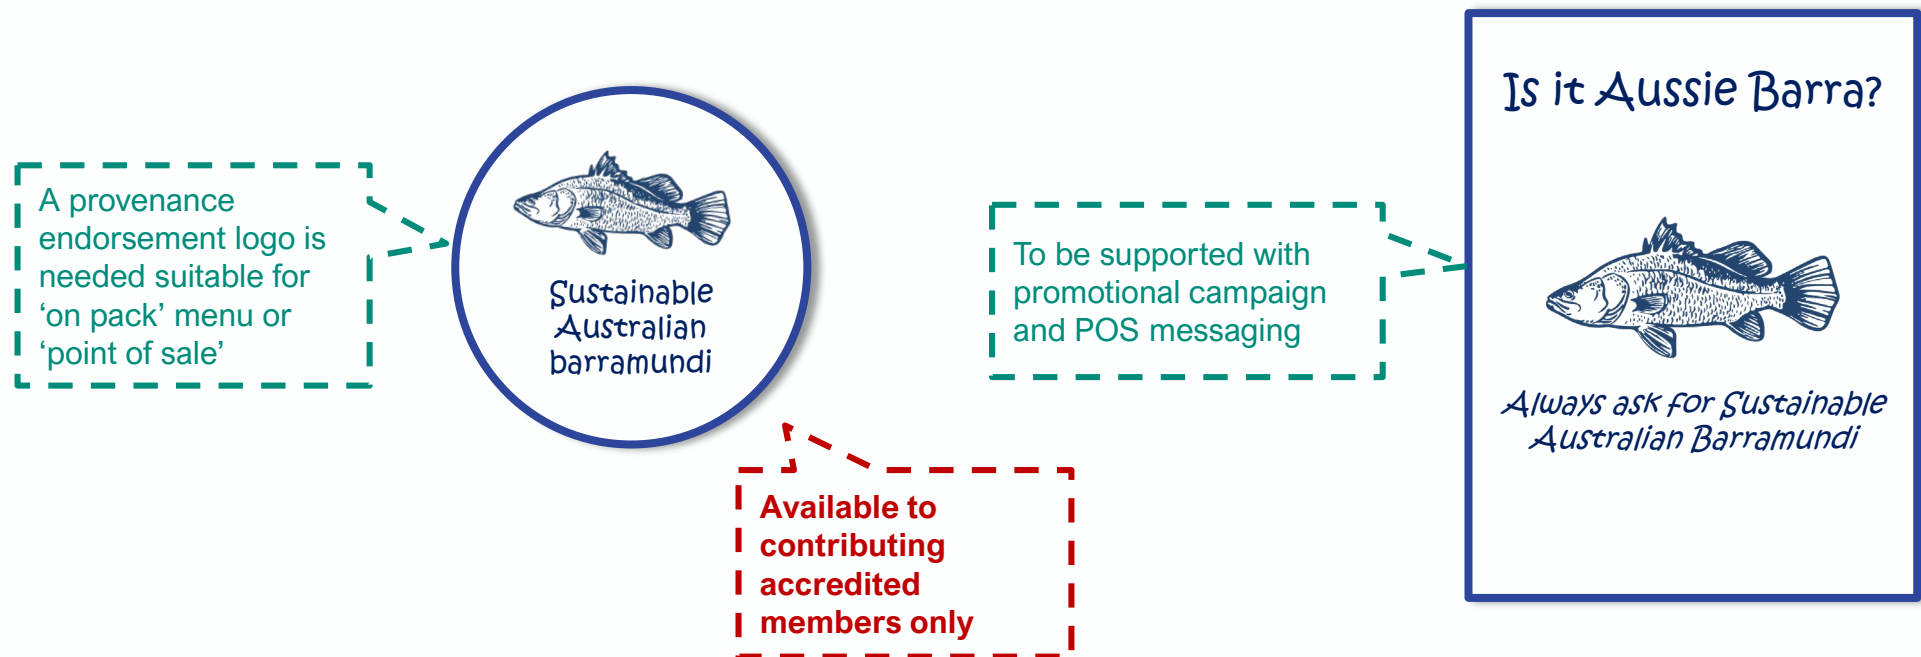 A provenance
endorsement logo is
needed suitable for
‘on pack’ menu or
‘point of sale’
Sustainable
Australian
barramundi
Available to
contributing
accredited
members only
To be supported with
promotional campaign
and POS messaging
Is it Aussie Barra?
Always ask for Sustainable
Australian Barramundi